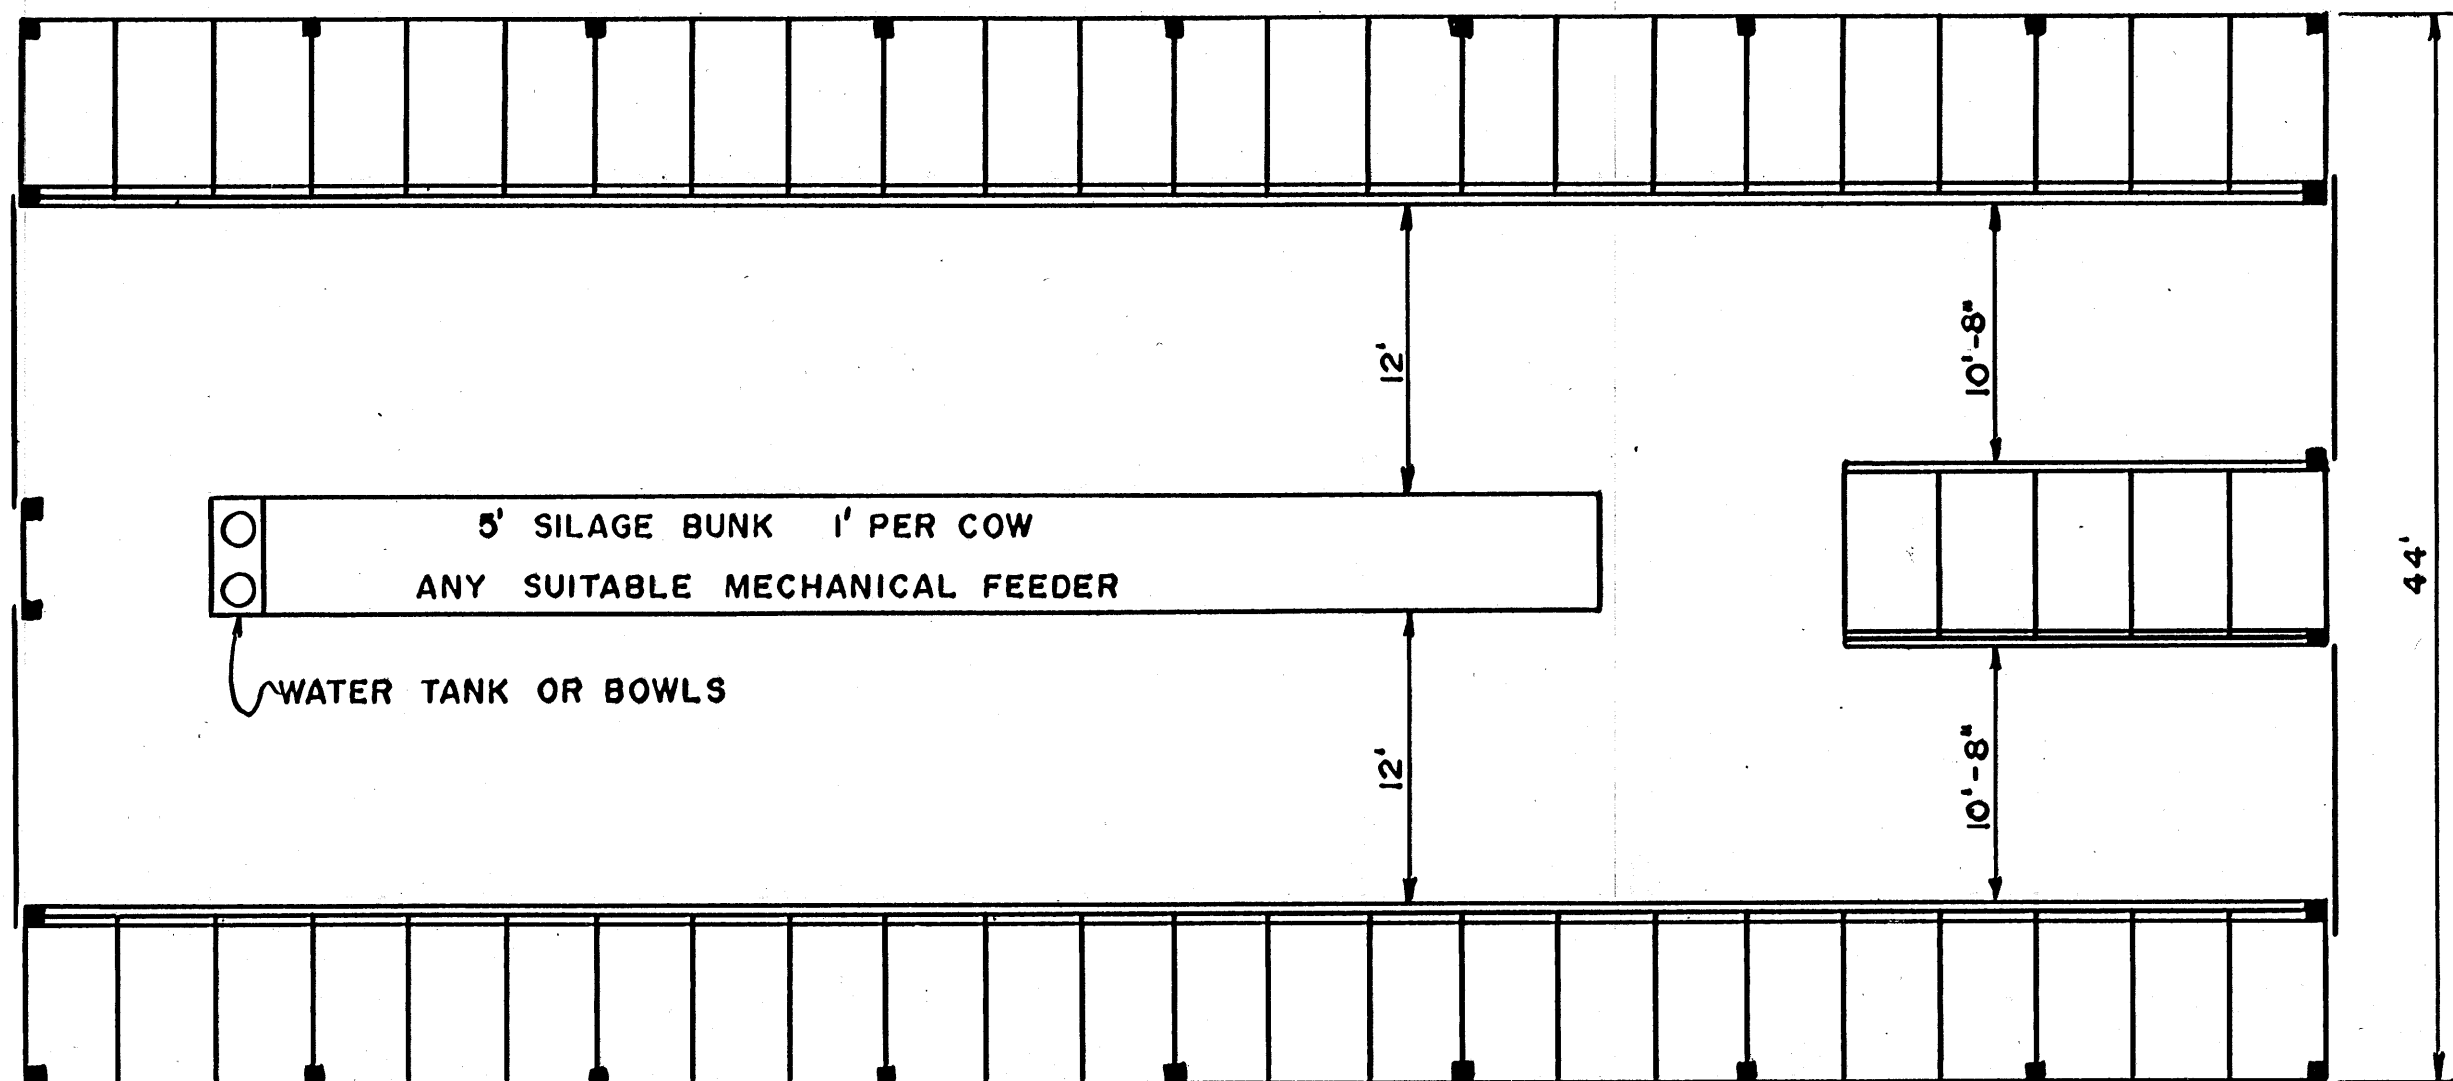 12'
10'-8"
5' SILAGE BUNK 1' PER COW
ANY SUITABLE MECHANICAL FEEDER
44'
WATER TANK OR BOWLS
12'
10'-8"